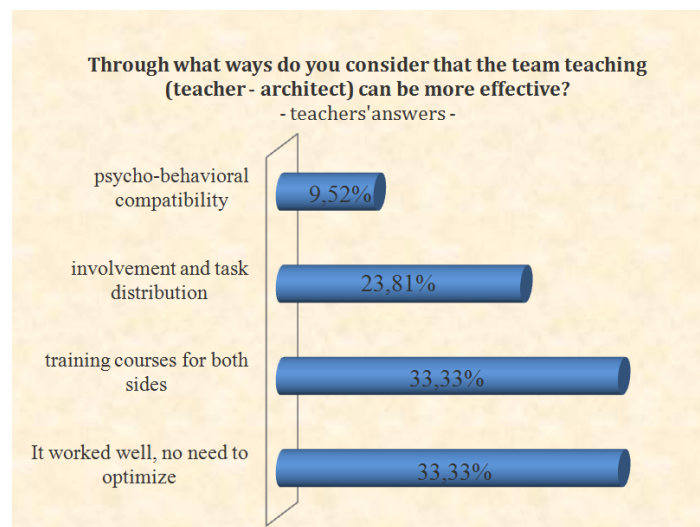 Through what ways do you consider that the team teaching
(teacher - architect) can be more effective?
- teachers'answers -
psycho-behavioral
compatibility
9,52%
involvement and task
distribution
23,81%
training courses for both
sides
33,33%
It worked well, no need to
optimize
33,33%